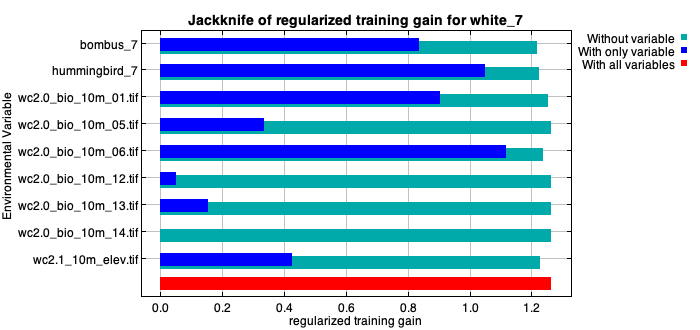 Jackknife of regularized training gain for white_7
Without variable
With only variable
With all variables
Environmental Variable
bombus_7
hummingbird_7
wc2.0_bio_10m_01.tif
wc2.0_bio_10m_05.tif
wc2.0_bio_10m_06.tif
wc2.0_bio_10m_12.tif
wc2.0_bio_10m_13.tif
wc2.0_bio_10m_14.tif
wc2.1_10m_elev.tif
0.0 0.2 0.4 0.6 0.8 1.0 1.2
regularized training gain